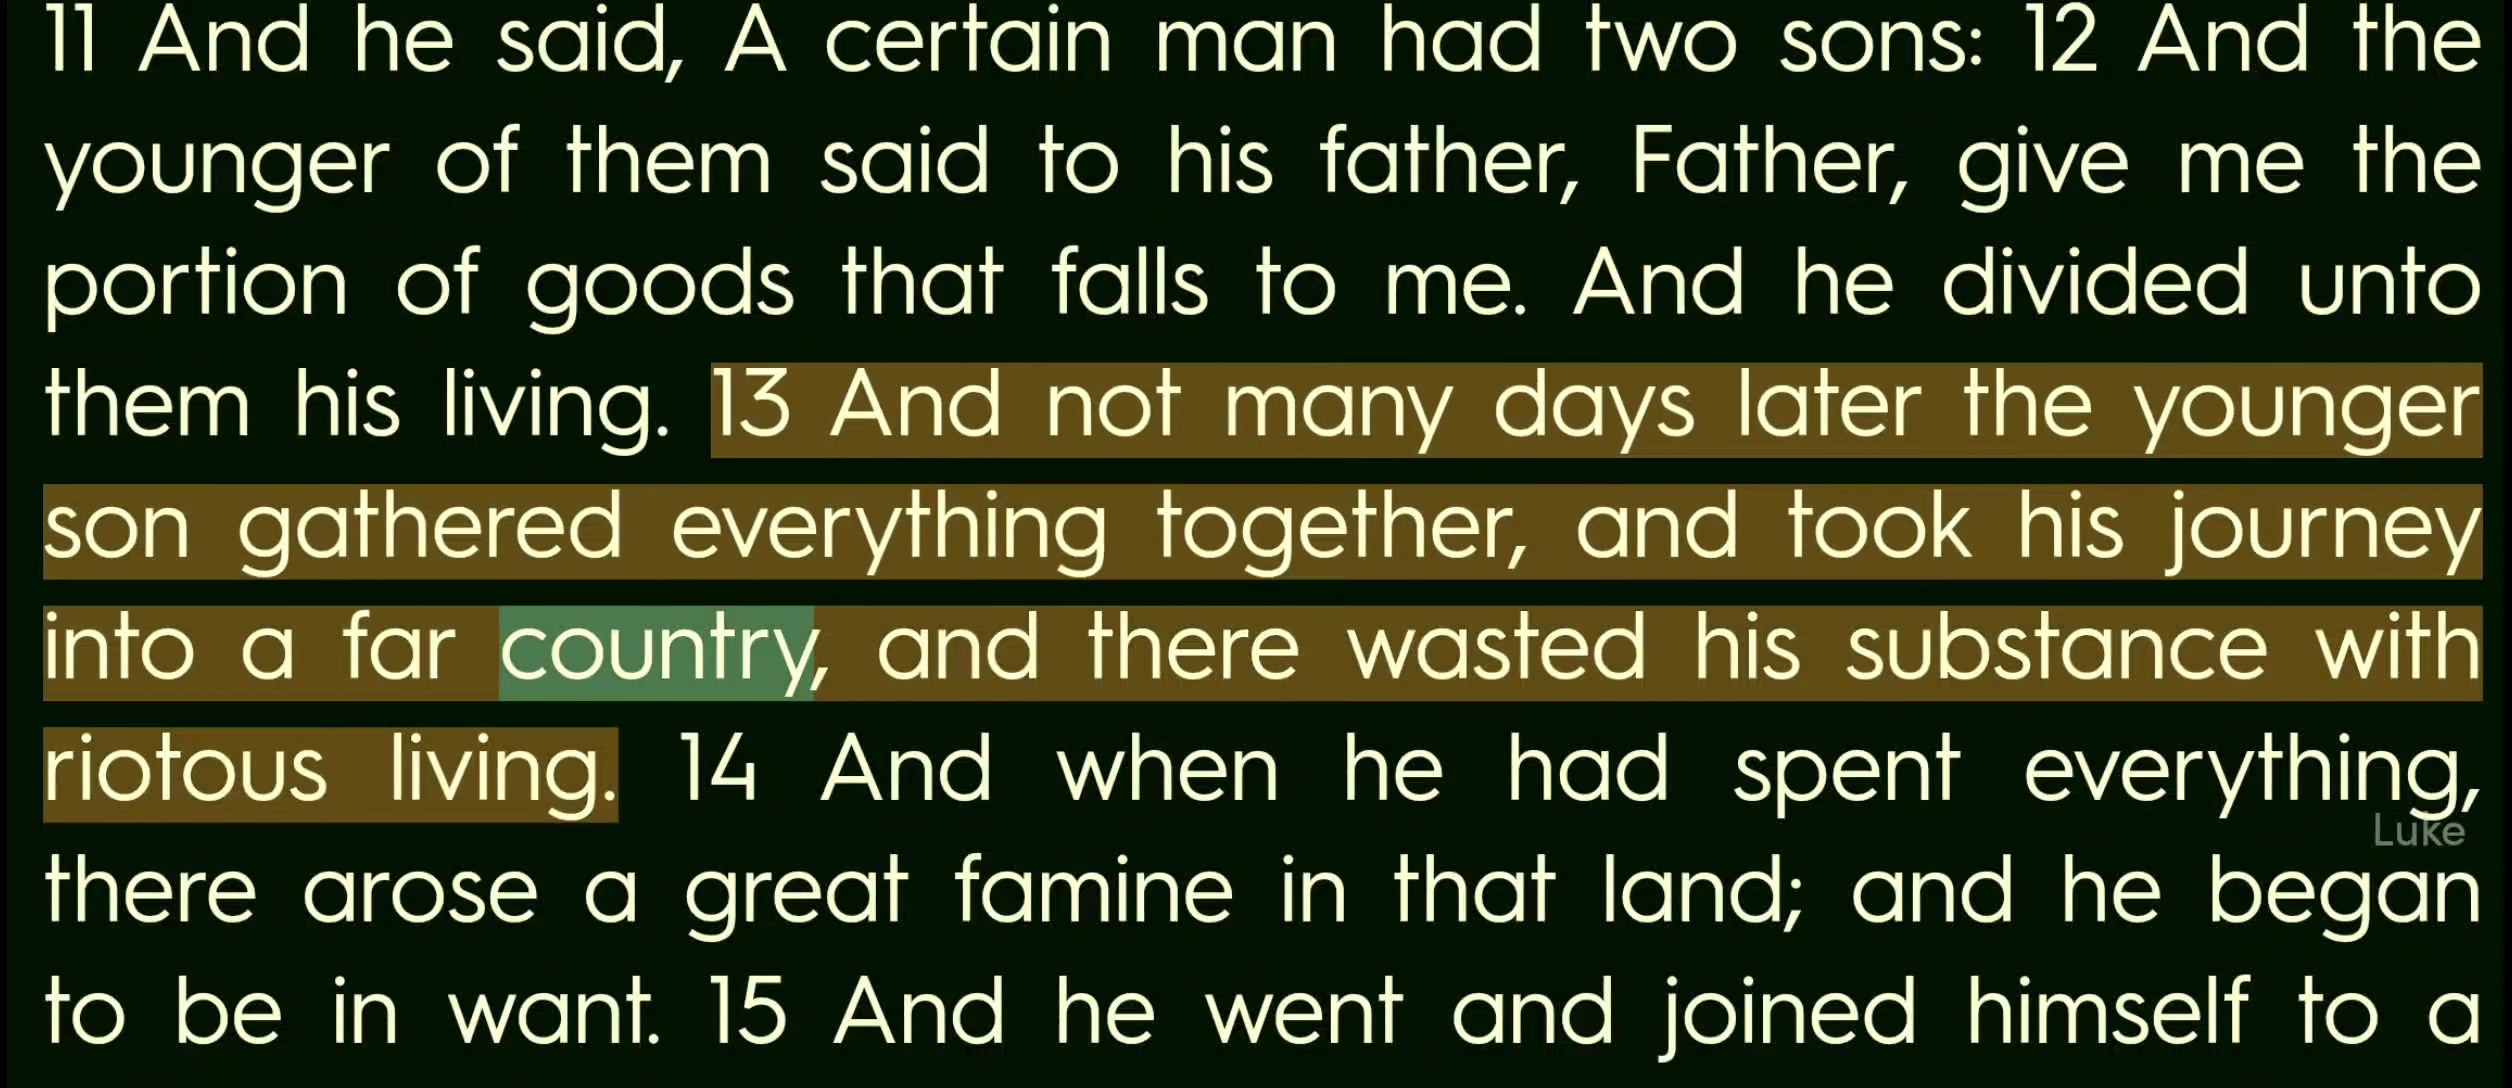 11 And he said, A certain man had two sons: 12 And the
younger of them said to his father, Father, give me the
portion of goods that falls to me. And he divided unto
them his living. 13 And not many days later the younger
son gathered everything together, and took his journey
into a far country, and there wasted his substance with
riotous living. 14 And when he had spent everything,
Luke
there arose a great famine in that land; and he began
to be in want. 15 And he went and joined himself to a